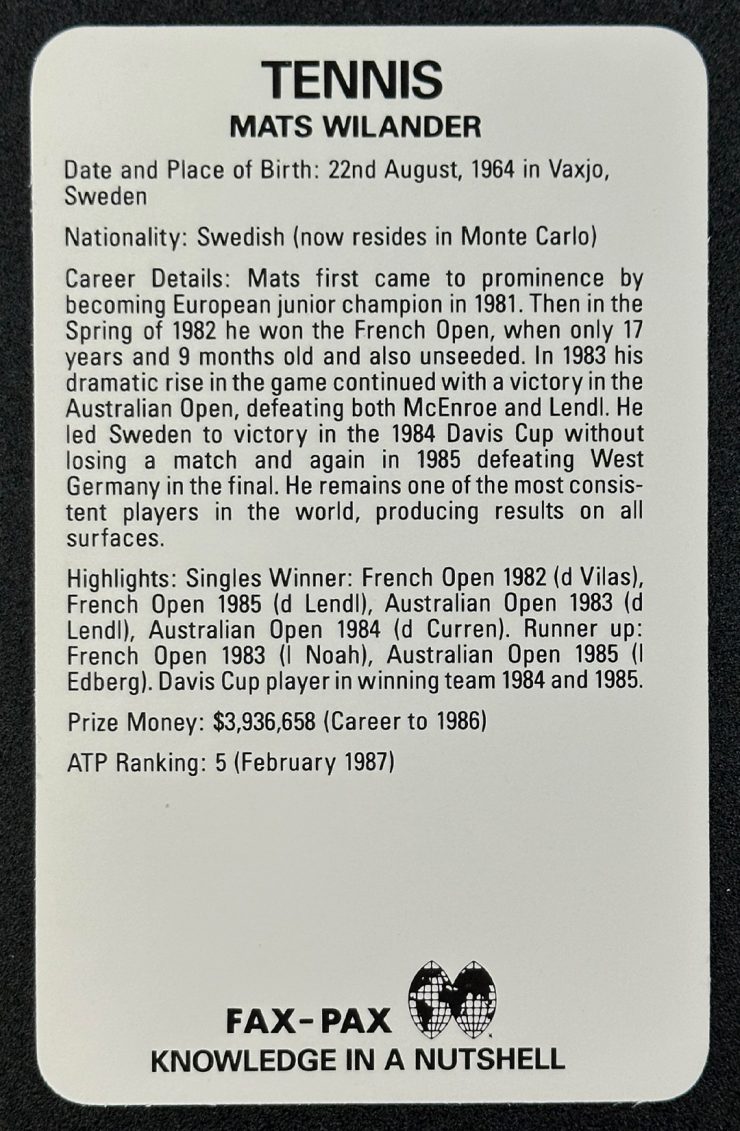 TENNIS
MATS WILANDER
Date and Place of Birth: 22nd August, 1964 in Vaxjo,
Sweden
Nationality: Swedish (now resides in Monte Carlo)
Career Details: Mats first came to prominence by
becoming European junior champion in 1981. Then in the
Spring of 1982 he won the French Open, when only 17
years and 9 months old and also unseeded. In 1983 his
dramatic rise in the game continued with a victory in the
Australian Open, defeating both McEnroe and Lendl. He
led Sweden to victory in the 1984 Davis Cup without
losing a match and again in 1985 defeating West
Germany in the final. He remains one of the most consis-
tent players in the world, producing results on all
surfaces.
Highlights: Singles Winner: French Open 1982 (d Vilas),
French Open 1985 (d Lendl), Australian Open 1983 (d
Lendl), Australian Open 1984 (d Curren). Runner up:
French Open 1983 (l Noah), Australian Open 1985 (l
Edberg). Davis Cup player in winning team 1984 and 1985.
Prize Money: $3,936,658 (Career to 1986)
ATP Ranking: 5 (February 1987)
FAX-PAX
KNOWLEDGE IN A NUTSHELL